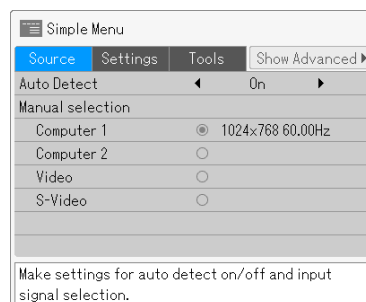 Simple Menu
Source Settings Tools Show Advanced
Auto Detect On
Manual selection
Computer 1 1024x768 60.00Hz
Computer 2
Video
S-Video
Make settings for auto detect on/off and input
signal selection.